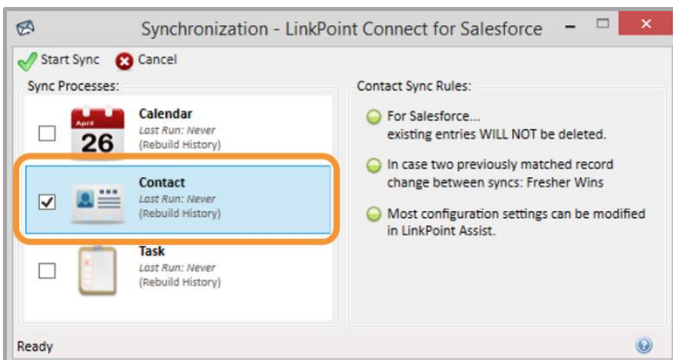 Synchronization - LinkPoint Connect for Salesforce
Start Sync Cancel
Sync Processes:
April
26
Calendar
Last Run: Never
(Rebuild History)
Contact
Last Run: Never
(Rebuild History)
Task
Last Run: Never
(Rebuild History)
Contact Sync Rules:
For Salesforce...
existing entries WILL NOT be deleted.
In case two previously matched record
change between syncs: Fresher Wins
Most configuration settings can be modified
in LinkPoint Assist.
Ready